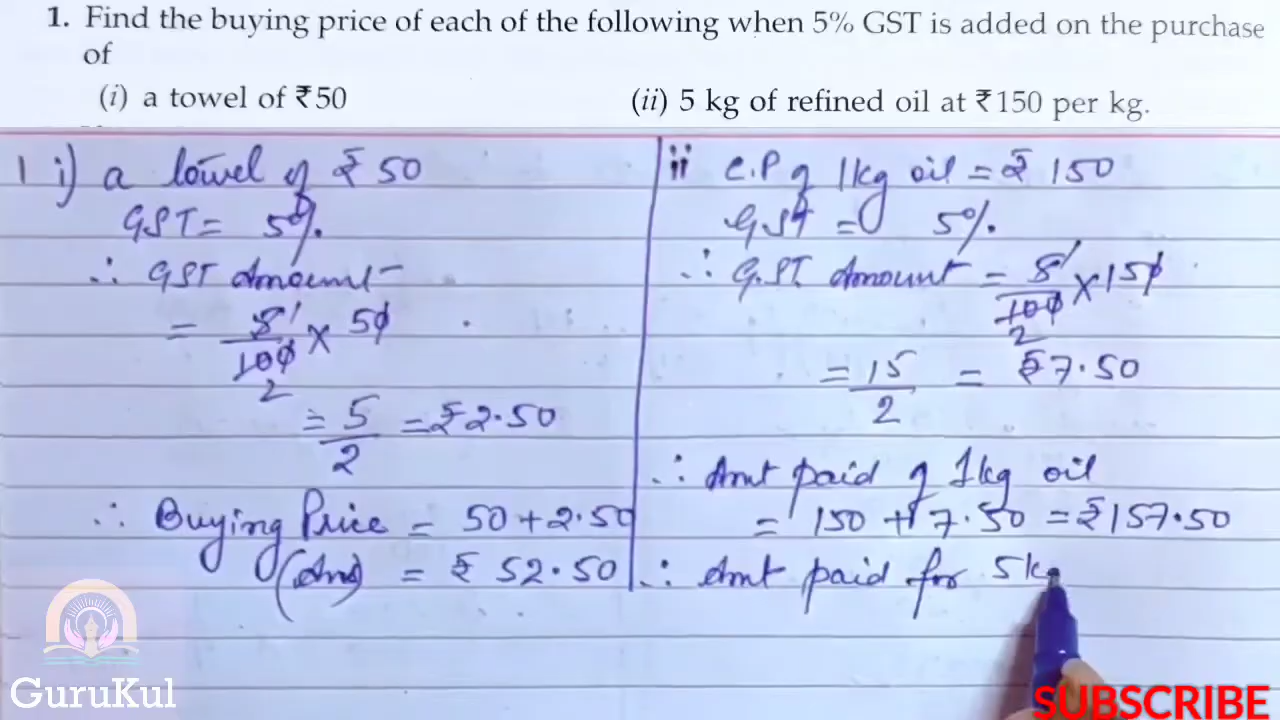 1. Find the buying price of each of the following when 5% GST is added on the purchase
of
(i) a towel of ₹50
(ii) 5 kg of refined oil at ₹150 per kg.
1 i) a towel of ₹ 50
GST = 5%.
∴ GST Amount
= 5/100 × 50
1
2
= 5/2 = ₹2.50
∴ Buying Price = 50 + 2.50
(Ans) = ₹ 52.50
ii C.P of 1kg oil = ₹ 150
GST = 5%.
∴ G.S.T. Amount = 5/100 × 150
1
2
= 15/2 = ₹7.50
∴ Amt paid of 1kg oil
= 150 + 7.50 = ₹157.50
∴ Amt paid for 5kg
GuruKul
SUBSCRIBE